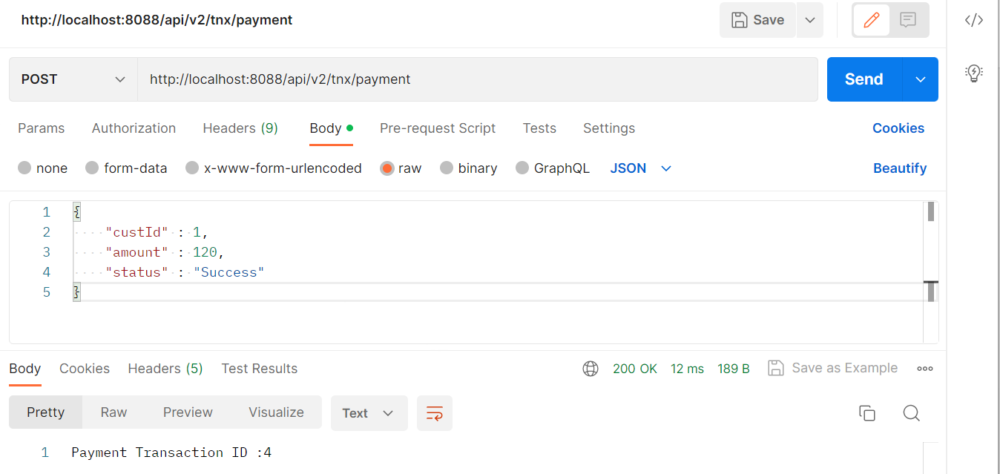 http://localhost:8088/api/v2/tnx/payment
Save
POST
http://localhost:8088/api/v2/tnx/payment
Send
Params Authorization Headers (9) Body Pre-request Script Tests Settings Cookies
none form-data x-www-form-urlencoded raw binary GraphQL JSON Beautify
1 {
2 "custId" : 1,
3 "amount" : 120,
4 "status" : "Success"
5 }
Body Cookies Headers (5) Test Results 200 OK 12 ms 189 B Save as Example
Pretty Raw Preview Visualize Text
1 Payment Transaction ID :4